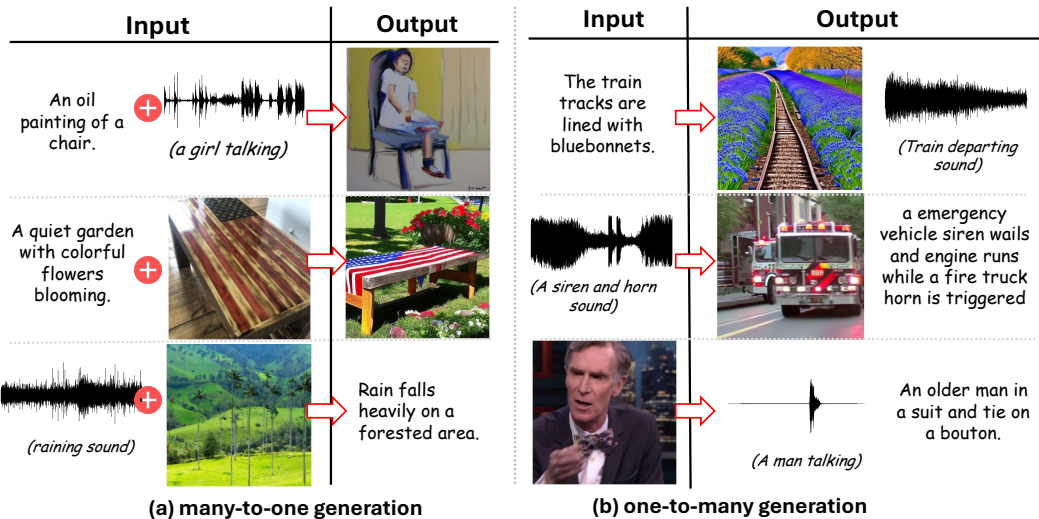 Input
Output
An oil
painting of a
chair.
(a girl talking)
A quiet garden
with colorful
flowers
blooming.
(raining sound)
Rain falls
heavily on a
forested area.
(a) many-to-one generation
Input
Output
The train
tracks are
lined with
bluebonnets.
(Train departing
sound)
(A siren and horn
sound)
a emergency
vehicle siren wails
and engine runs
while a fire truck
horn is triggered
(A man talking)
An older man in
a suit and tie on
a bouton.
(b) one-to-many generation